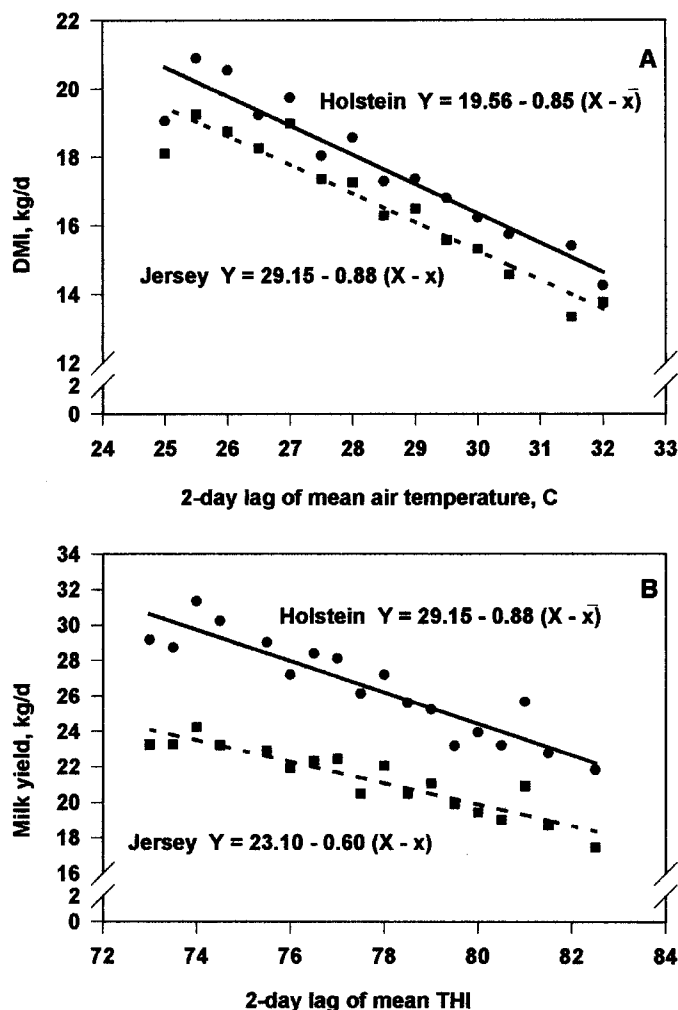 A
22
20
18
16
14
12
2
0
DMI, kg/d
Holstein Y = 19.56 - 0.85 (X - x̄)
Jersey Y = 29.15 - 0.88 (X - x)
24 25 26 27 28 29 30 31 32 33
2-day lag of mean air temperature, C
B
34
32
30
28
26
24
22
20
18
16
2
0
Milk yield, kg/d
Holstein Y = 29.15 - 0.88 (X - x̄)
Jersey Y = 23.10 - 0.60 (X - x)
72 74 76 78 80 82 84
2-day lag of mean THI